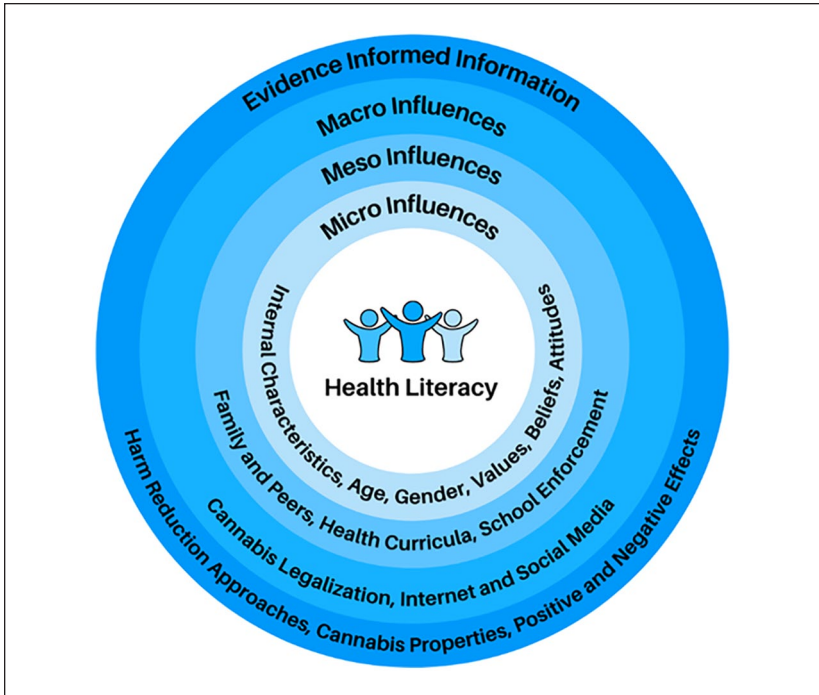 Evidence Informed Information
Macro Influences
Meso Influences
Micro Influences
Health Literacy
Internal Characteristics, Age, Gender, Values, Beliefs, Attitudes
Family and Peers, Health Curricula, School Enforcement
Cannabis Legalization, Internet and Social Media
Harm Reduction Approaches, Cannabis Properties, Positive and Negative Effects